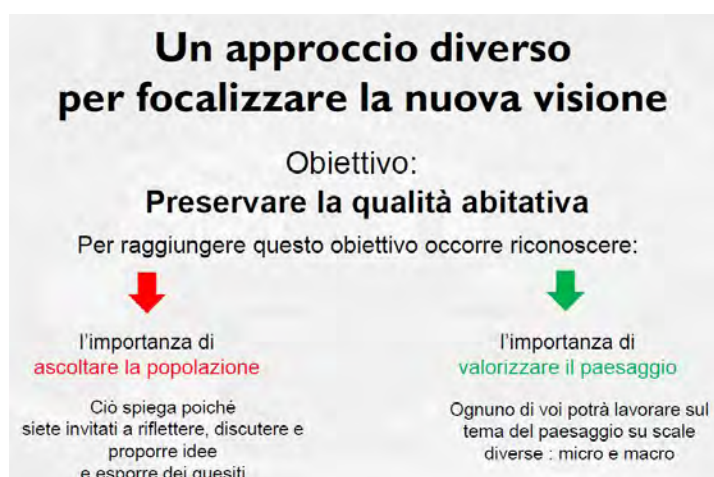 Un approccio diverso
per focalizzare la nuova visione
Obiettivo:
Preservare la qualità abitativa
Per raggiungere questo obiettivo occorre riconoscere:
l'importanza di
ascoltare la popolazione
Ciò spiega poiché
siete invitati a riflettere, discutere e
proporre idee
e esporre dei quesiti
l'importanza di
valorizzare il paesaggio
Ognuno di voi potrà lavorare sul
tema del paesaggio su scale
diverse : micro e macro